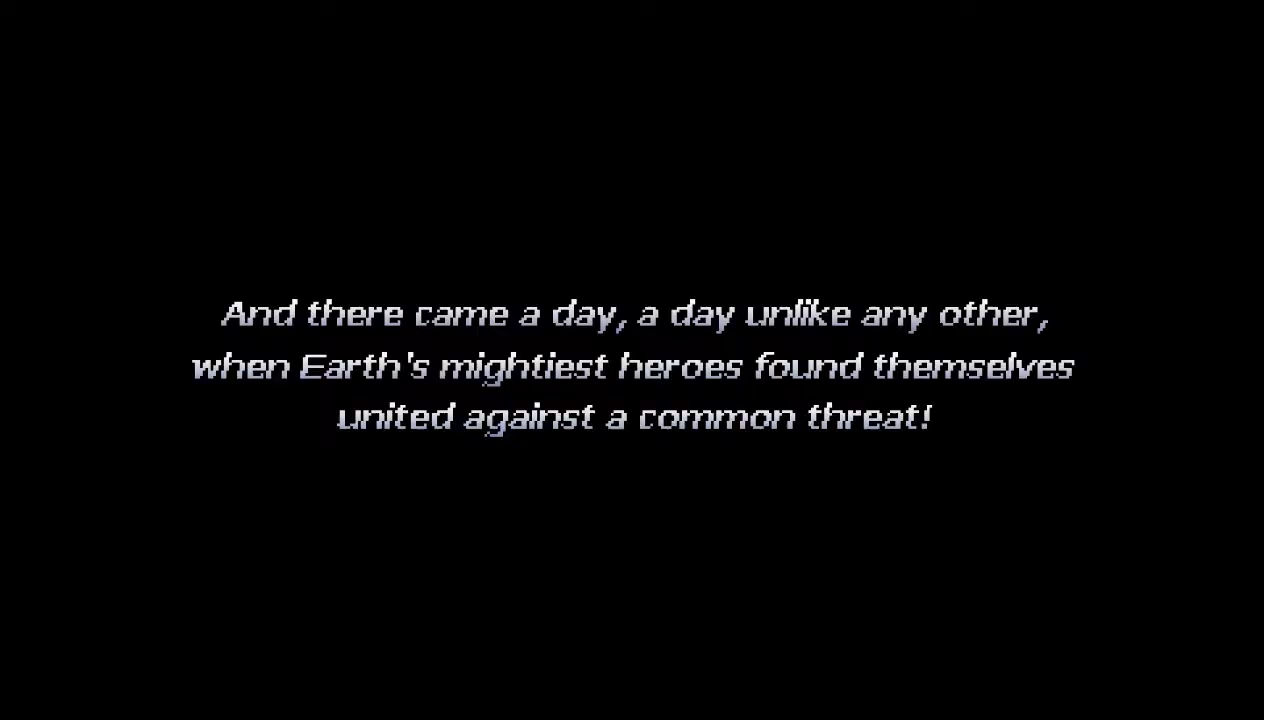 And there came a day, a day unlike any other,
when Earth's mightiest heroes found themselves
united against a common threat!